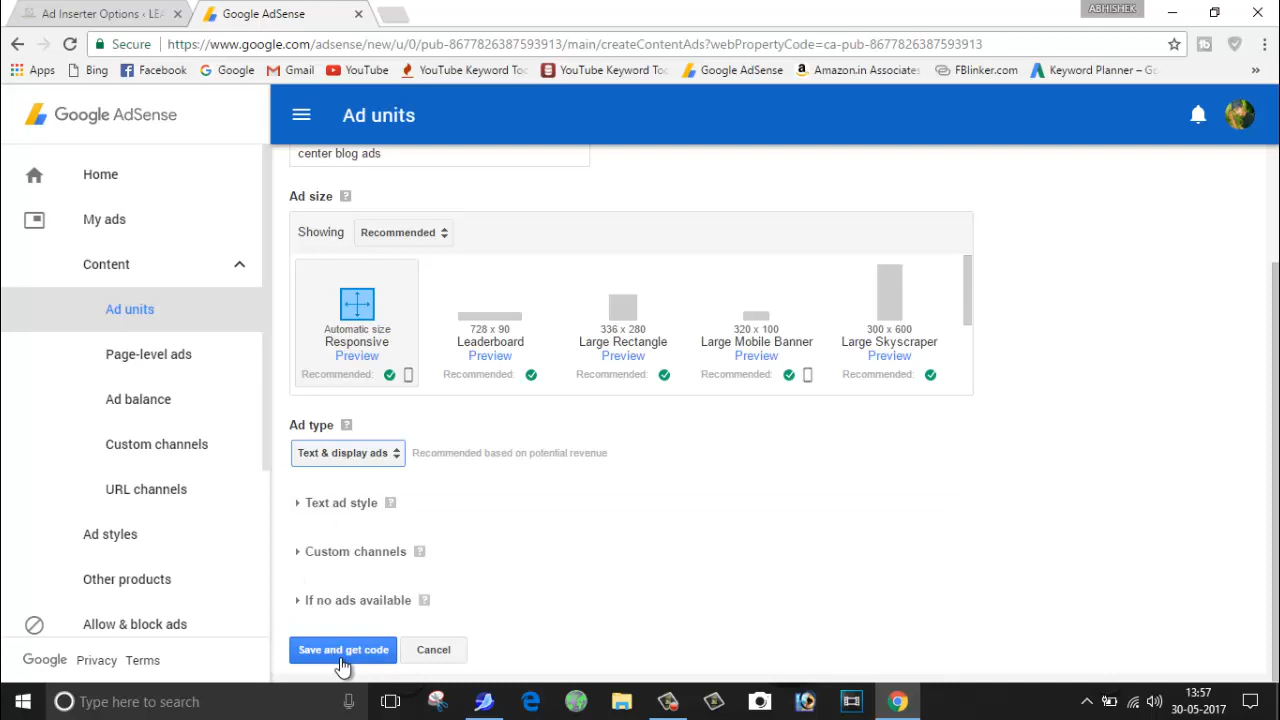 Ad Inserter Options ‹ LEA
Google AdSense
ABHISHEK
Secure
https://www.google.com/adsense/new/u/0/pub-8677826387593913/main/createContentAds?webPropertyCode=ca-pub-8677826387593913
Apps
Bing
Facebook
Google
Gmail
YouTube
YouTube Keyword Too
YouTube Keyword Too
Google AdSense
Amazon.in Associates
FBlinker.com
Keyword Planner – Go
Google AdSense
Ad units
Home
My ads
Content
Ad units
Page-level ads
Ad balance
Custom channels
URL channels
Ad styles
Other products
Allow & block ads
Google Privacy Terms
center blog ads
Ad size ?
Showing Recommended
Automatic size
Responsive
Preview
Recommended:
728 x 90
Leaderboard
Preview
Recommended:
336 x 280
Large Rectangle
Preview
Recommended:
320 x 100
Large Mobile Banner
Preview
Recommended:
300 x 600
Large Skyscraper
Preview
Recommended:
Ad type ?
Text & display ads Recommended based on potential revenue
Text ad style ?
Custom channels ?
If no ads available ?
Save and get code
Cancel
Type here to search
13:57
30-05-2017